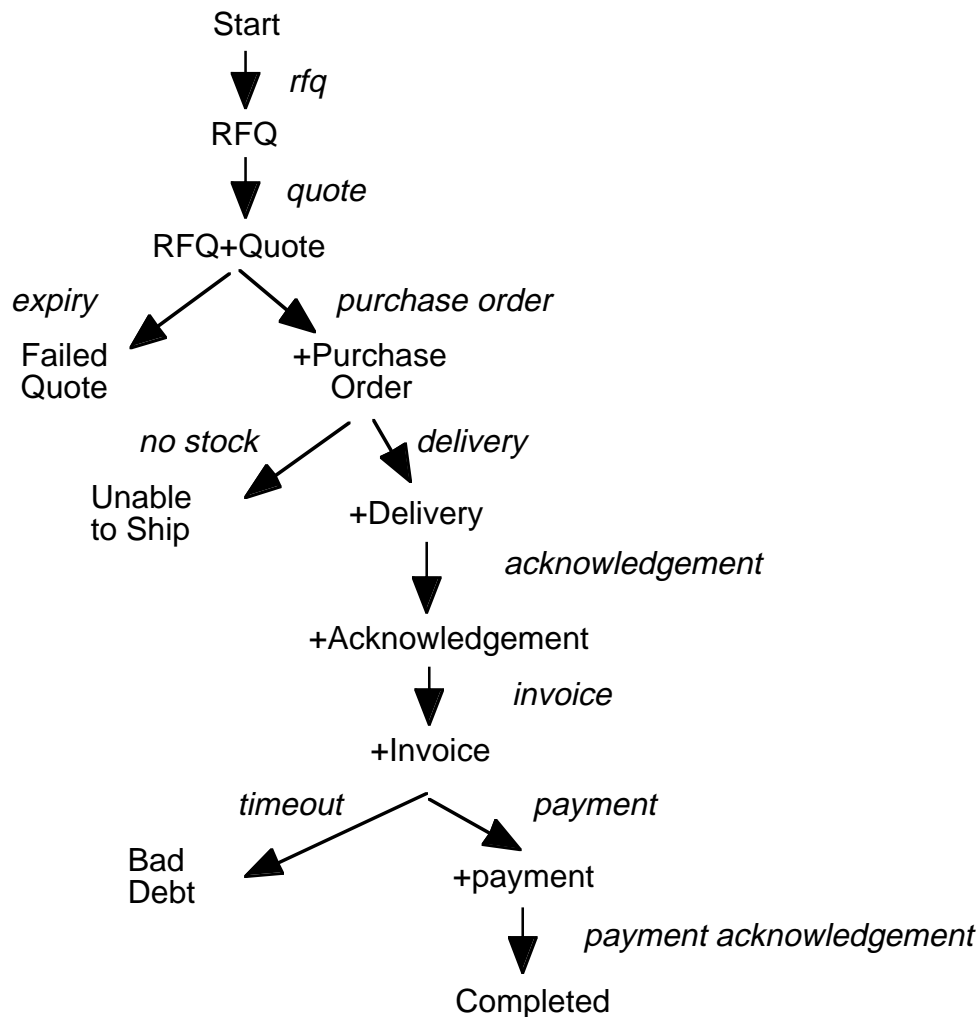 Start
rfq
RFQ
quote
RFQ+Quote
expiry
purchase order
Failed
Quote
+Purchase
Order
no stock
delivery
Unable
to Ship
+Delivery
acknowledgement
+Acknowledgement
invoice
+Invoice
timeout
payment
Bad
Debt
+payment
payment acknowledgement
Completed